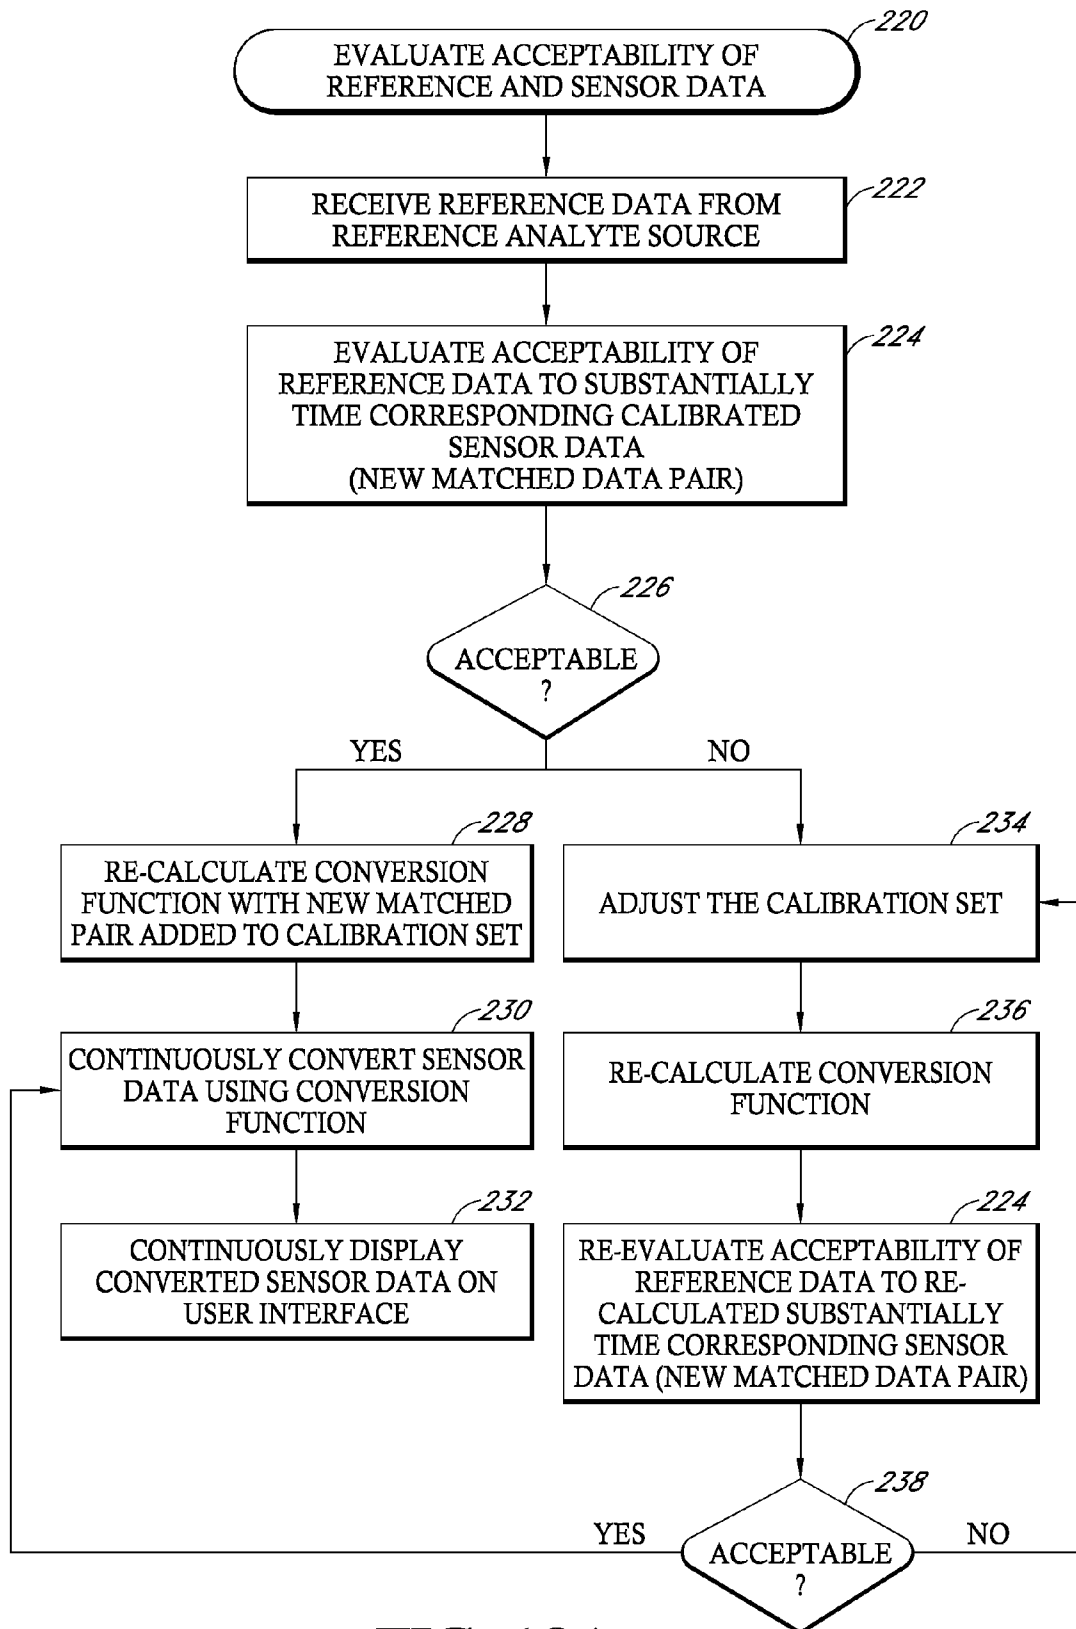 220
EVALUATE ACCEPTABILITY OF
REFERENCE AND SENSOR DATA
222
RECEIVE REFERENCE DATA FROM
REFERENCE ANALYTE SOURCE
224
EVALUATE ACCEPTABILITY OF
REFERENCE DATA TO SUBSTANTIALLY
TIME CORRESPONDING CALIBRATED
SENSOR DATA
(NEW MATCHED DATA PAIR)
226
ACCEPTABLE
?
YES
NO
228
RE-CALCULATE CONVERSION
FUNCTION WITH NEW MATCHED
PAIR ADDED TO CALIBRATION SET
230
CONTINUOUSLY CONVERT SENSOR
DATA USING CONVERSION
FUNCTION
232
CONTINUOUSLY DISPLAY
CONVERTED SENSOR DATA ON
USER INTERFACE
234
ADJUST THE CALIBRATION SET
236
RE-CALCULATE CONVERSION
FUNCTION
224
RE-EVALUATE ACCEPTABILITY OF
REFERENCE DATA TO RE-
CALCULATED SUBSTANTIALLY
TIME CORRESPONDING SENSOR
DATA (NEW MATCHED DATA PAIR)
238
YES
ACCEPTABLE
?
NO